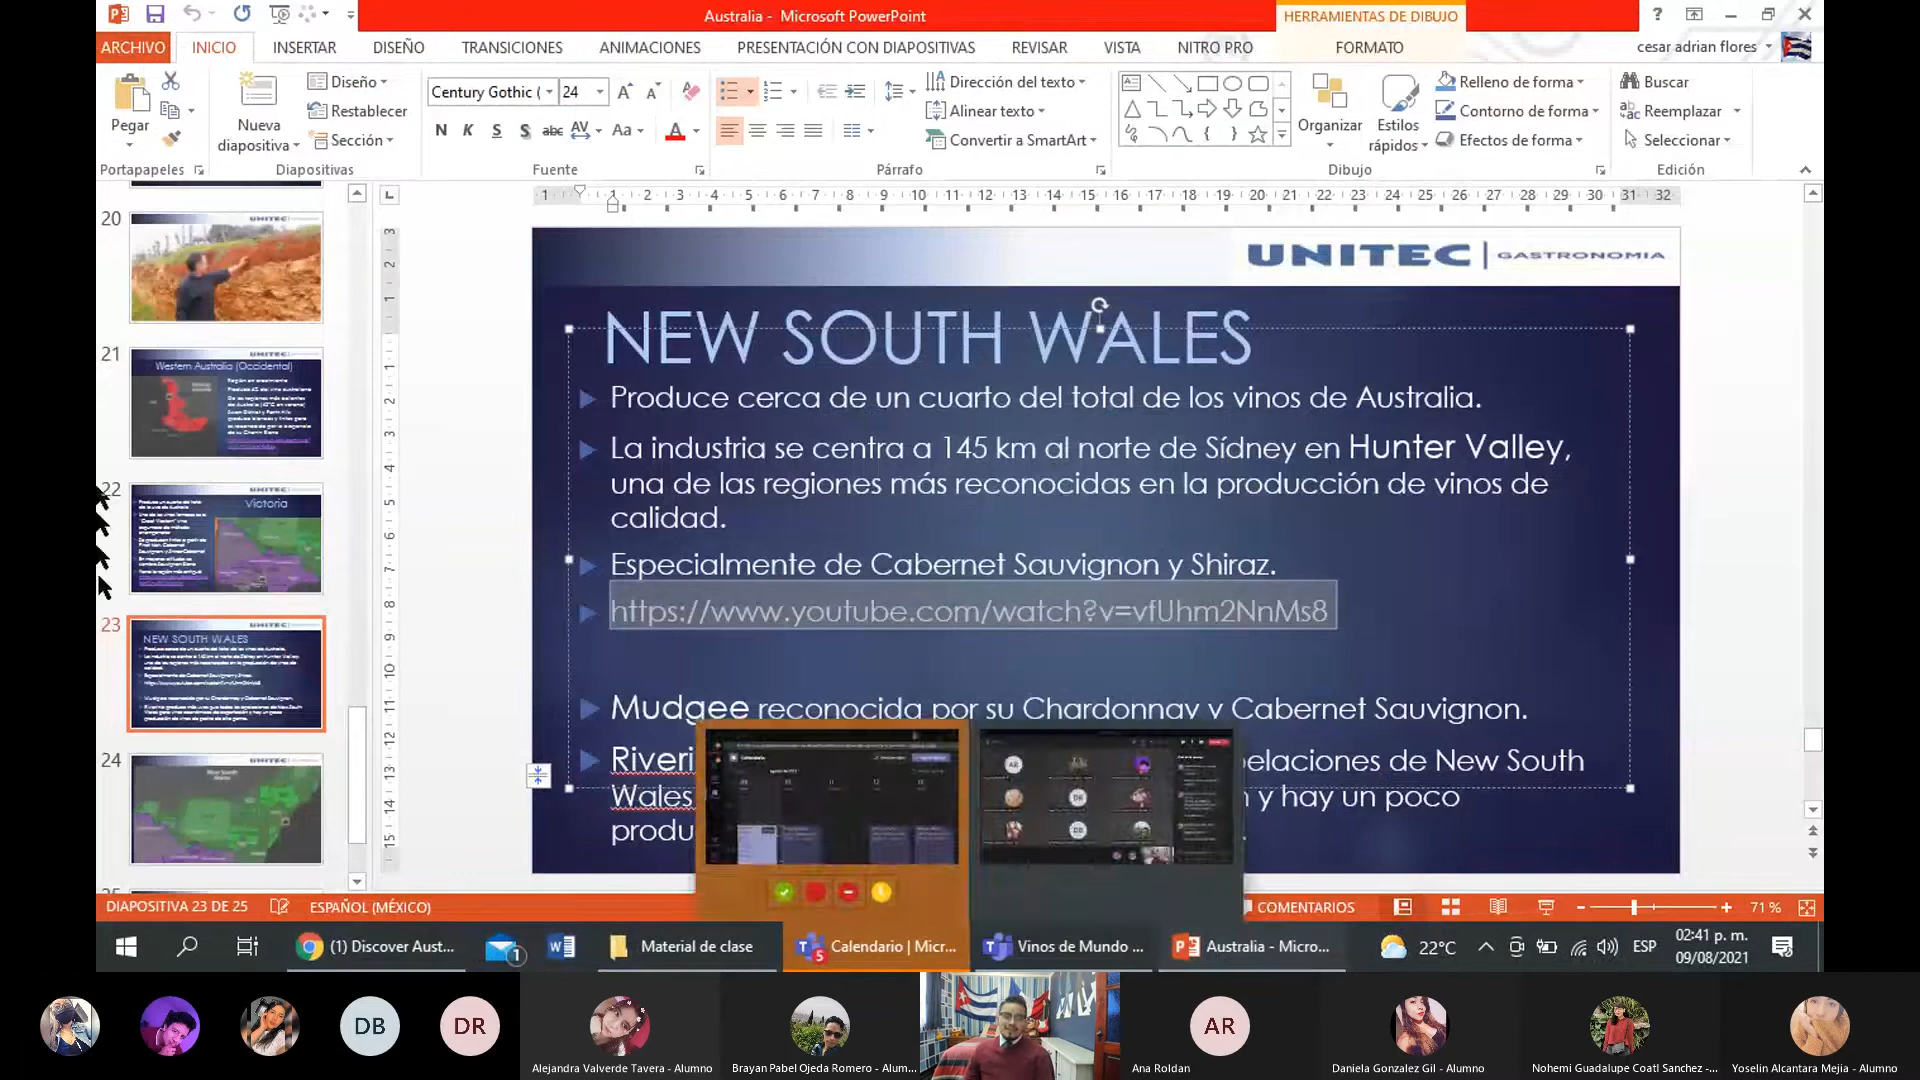 Australia - Microsoft PowerPoint
HERRAMIENTAS DE DIBUJO
ARCHIVO INICIO INSERTAR DISEÑO TRANSICIONES ANIMACIONES PRESENTACIÓN CON DIAPOSITIVAS REVISAR VISTA NITRO PRO FORMATO
cesar adrian flores
Pegar
Portapapeles
Nueva diapositiva
Diseño
Restablecer
Sección
Diapositivas
Century Gothic (
24
N K S S abc AV Aa A
Fuente
Dirección del texto
Alinear texto
Convertir a SmartArt
Párrafo
Organizar
Estilos rápidos
Relleno de forma
Contorno de forma
Efectos de forma
Dibujo
Buscar
Reemplazar
Seleccionar
Edición
20
21
Western Australia (Occidental)
22
Victoria
23
NEW SOUTH WALES
24
UNITEC | GASTRONOMIA
NEW SOUTH WALES
Produce cerca de un cuarto del total de los vinos de Australia.
La industria se centra a 145 km al norte de Sídney en Hunter Valley,
una de las regiones más reconocidas en la producción de vinos de
calidad.
Especialmente de Cabernet Sauvignon y Shiraz.
https://www.youtube.com/watch?v=vfUhm2NnMs8
Mudgee reconocida por su Chardonnay y Cabernet Sauvignon.
Riveri elaciones de New South
Wales n y hay un poco
produ
DIAPOSITIVA 23 DE 25 ESPAÑOL (MÉXICO) COMENTARIOS 71 %
(1) Discover Aust...
1
Material de clase
5
Calendario | Micr...
Vinos de Mundo ...
Australia - Micro...
22°C
ESP
02:41 p. m.
09/08/2021
DB
DR
AR
Alejandra Valverde Tavera - Alumno
Brayan Pabel Ojeda Romero - Alum...
Ana Roldan
Daniela Gonzalez Gil - Alumno
Nohemi Guadalupe Coatl Sanchez -...
Yoselin Alcantara Mejia - Alumno